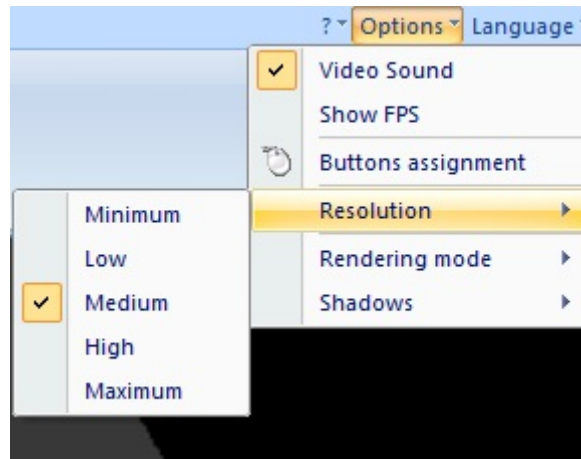 ? Options Language
Video Sound
Show FPS
Buttons assignment
Resolution
Rendering mode
Shadows
Minimum
Low
Medium
High
Maximum